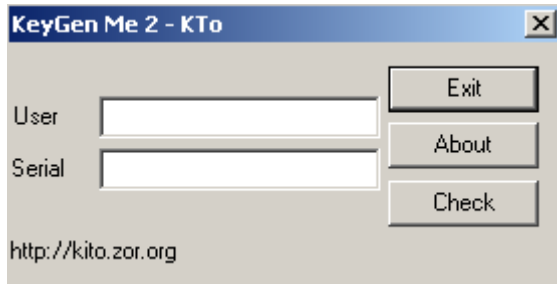 KeyGen Me 2 - KTo
Exit
User
About
Serial
Check
http://kito.zor.org